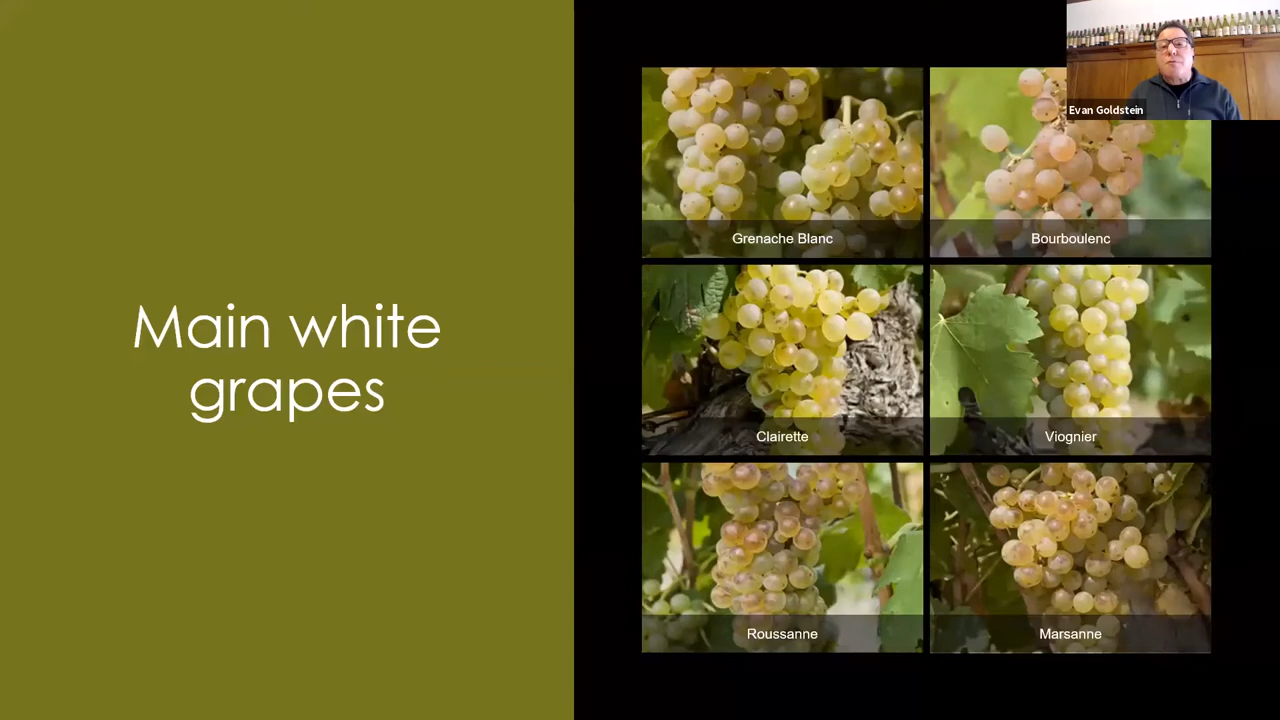 Main white
grapes
Evan Goldstein
Grenache Blanc
Bourboulenc
Clairette
Viognier
Roussanne
Marsanne